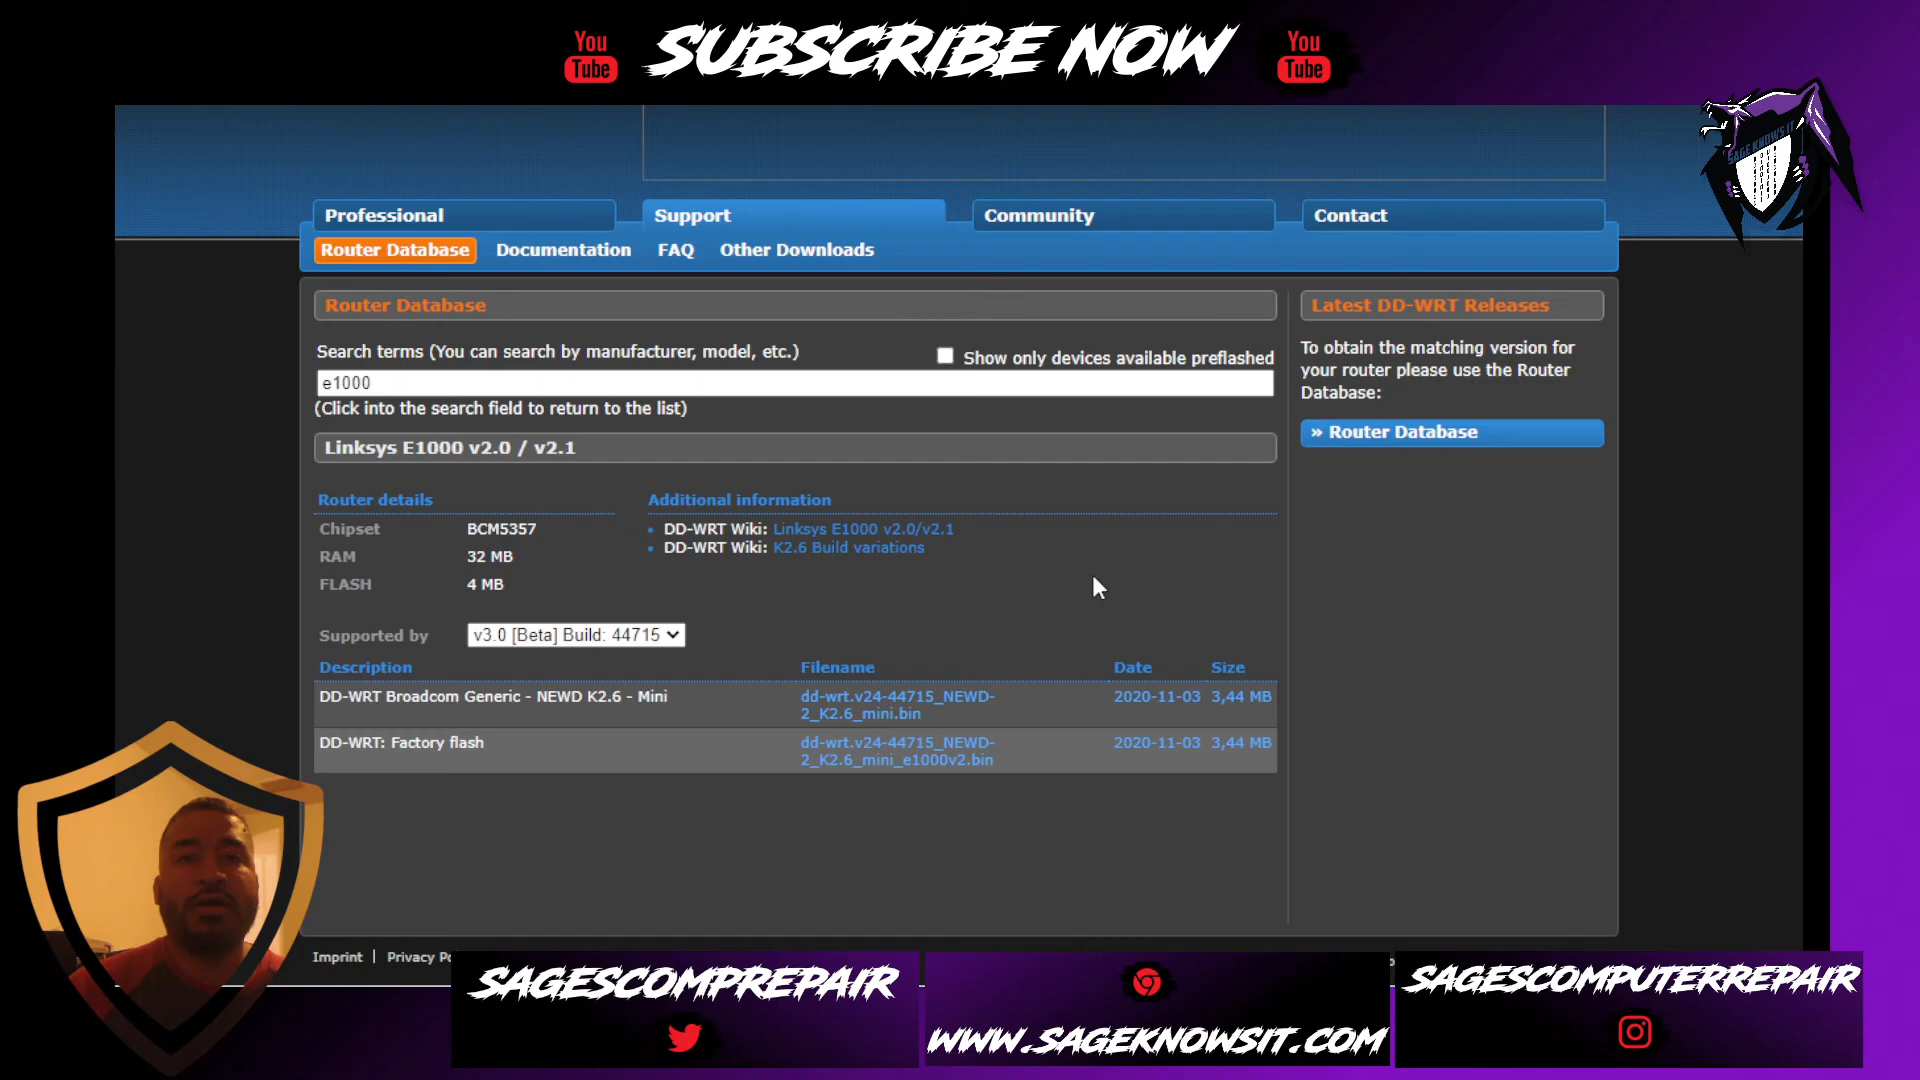 You
Tube
SUBSCRIBE NOW
You
Tube
SAGE KNOWS IT
Professional
Support
Community
Contact
Router Database
Documentation
FAQ
Other Downloads
Router Database
Search terms (You can search by manufacturer, model, etc.)
Show only devices available preflashed
e1000
(Click into the search field to return to the list)
Linksys E1000 v2.0 / v2.1
Router details
Chipset BCM5357
RAM 32 MB
FLASH 4 MB
Additional information
DD-WRT Wiki: Linksys E1000 v2.0/v2.1
DD-WRT Wiki: K2.6 Build variations
Supported by v3.0 [Beta] Build: 44715
Description Filename Date Size
DD-WRT Broadcom Generic - NEWD K2.6 - Mini dd-wrt.v24-44715_NEWD- 2020-11-03 3,44 MB
2_K2.6_mini.bin
DD-WRT: Factory flash dd-wrt.v24-44715_NEWD- 2020-11-03 3,44 MB
2_K2.6_mini_e1000v2.bin
Latest DD-WRT Releases
To obtain the matching version for
your router please use the Router
Database:
» Router Database
Imprint | Privacy
SAGESCOMPREPAIR
WWW.SAGEKNOWSIT.COM
SAGESCOMPUTERREPAIR